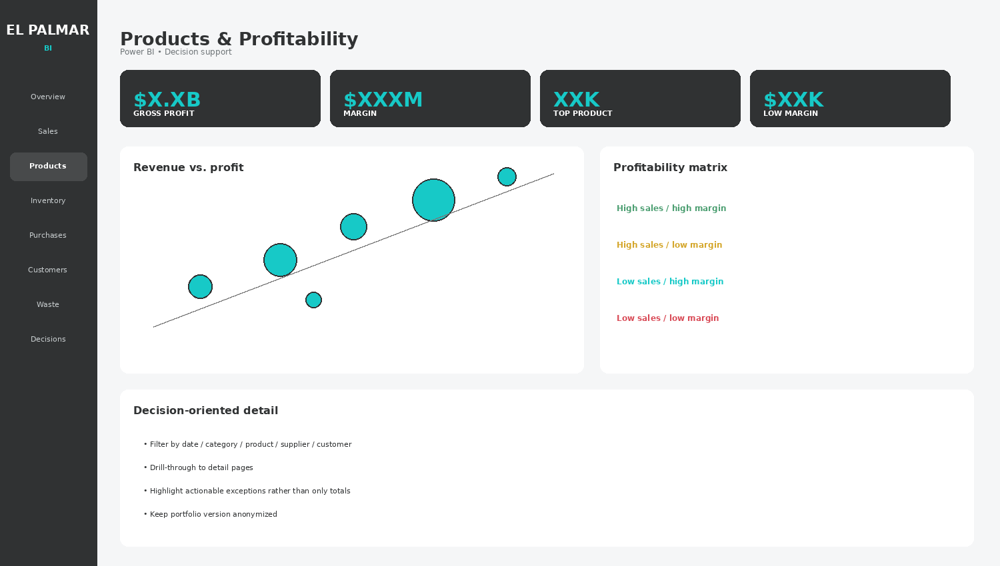 EL PALMAR
BI
Overview
Sales
Products
Inventory
Purchases
Customers
Waste
Decisions
Products & Profitability
Power BI • Decision support
$X.XB
GROSS PROFIT
$XXXM
MARGIN
XXK
TOP PRODUCT
$XXK
LOW MARGIN
Revenue vs. profit
Profitability matrix
High sales / high margin
High sales / low margin
Low sales / high margin
Low sales / low margin
Decision-oriented detail
• Filter by date / category / product / supplier / customer
• Drill-through to detail pages
• Highlight actionable exceptions rather than only totals
• Keep portfolio version anonymized